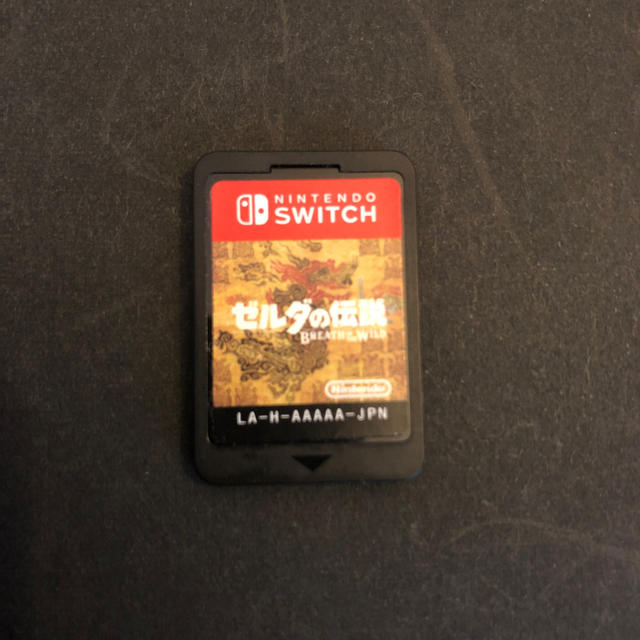 NINTENDO
SWITCH
ゼルダの伝説
BREATH OF THE WILD
Nintendo
LA-H-AAAAA-JPN